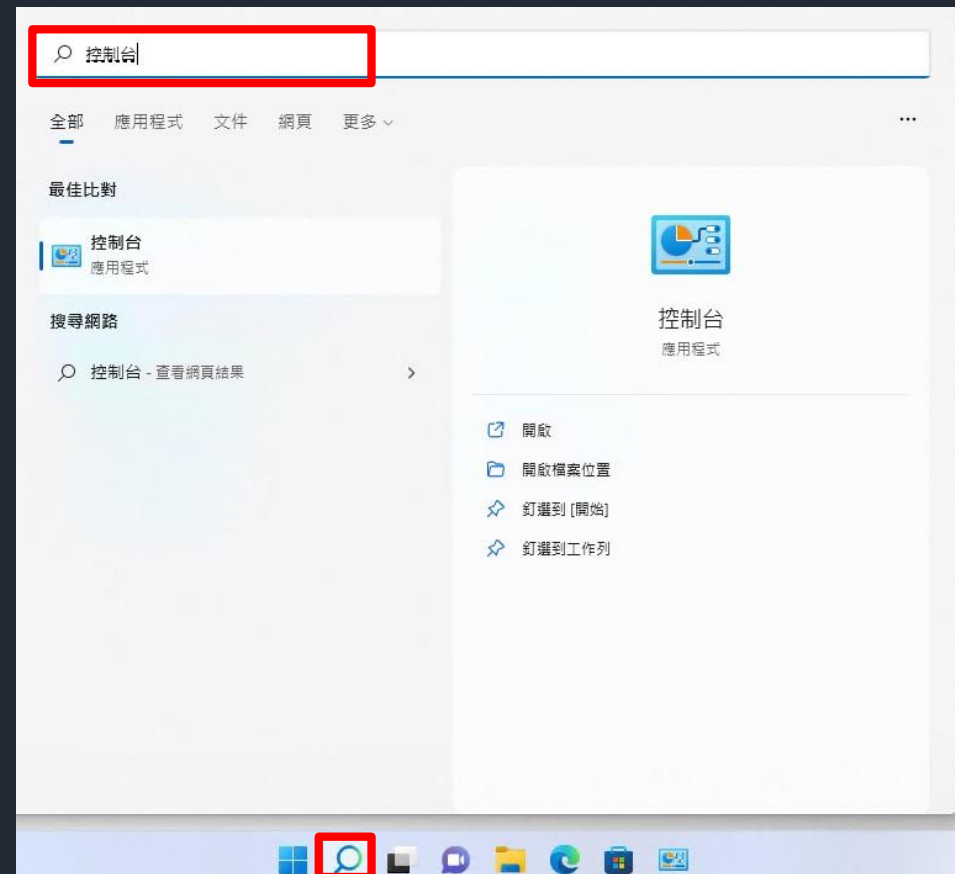 控制台
全部 應用程式 文件 網頁 更多
最佳比對
控制台
應用程式
搜尋網路
控制台 - 查看網頁結果
控制台
應用程式
開啟
開啟檔案位置
釘選到 [開始]
釘選到工作列